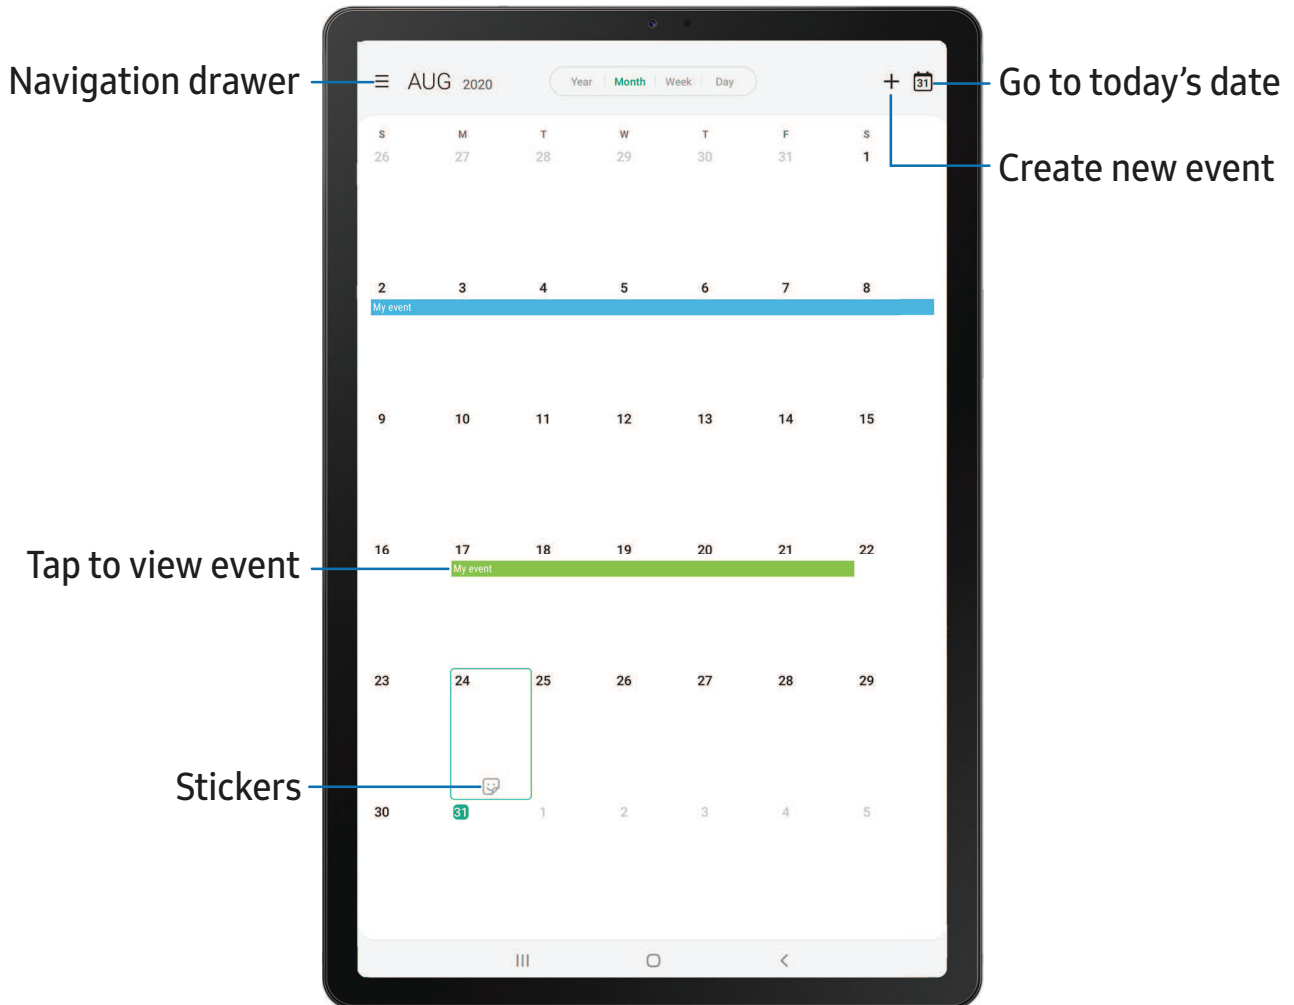 Navigation drawer
AUG 2020
Year Month Week Day
31
Go to today's date
Create new event
S M T W T F S
26 27 28 29 30 31 1
2 3 4 5 6 7 8
My event
9 10 11 12 13 14 15
16 17 18 19 20 21 22
Tap to view event
My event
23 24 25 26 27 28 29
Stickers
30 31 1 2 3 4 5